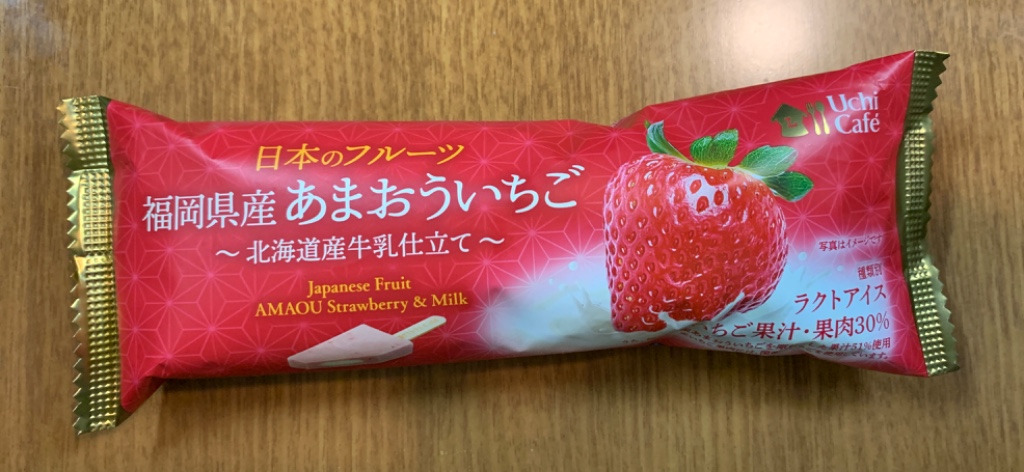 Uchi
Café
日本のフルーツ
福岡県産 あまおういちご
～北海道産牛乳仕立て～
Japanese Fruit
AMAOU Strawberry & Milk
写真はイメージです
種類別
ラクトアイス
いちご果汁・果肉30%